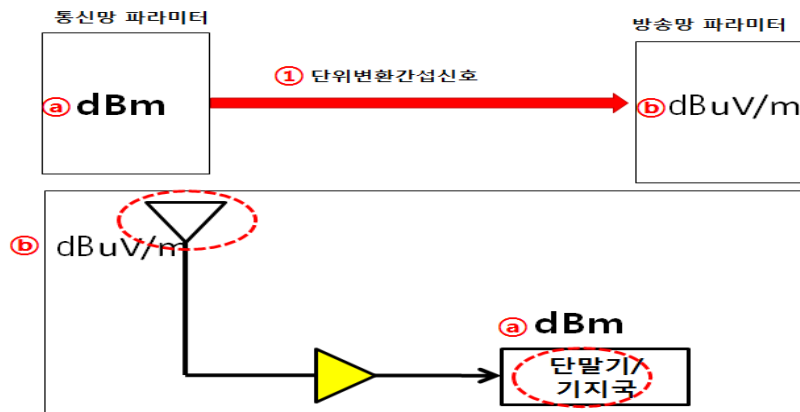 통신망 파라미터
방송망 파라미터
① 단위변환간섭신호
ⓐ dBm
ⓑ dBuV/m
ⓑ dBuV/m
ⓐ dBm
단말기/
기지국